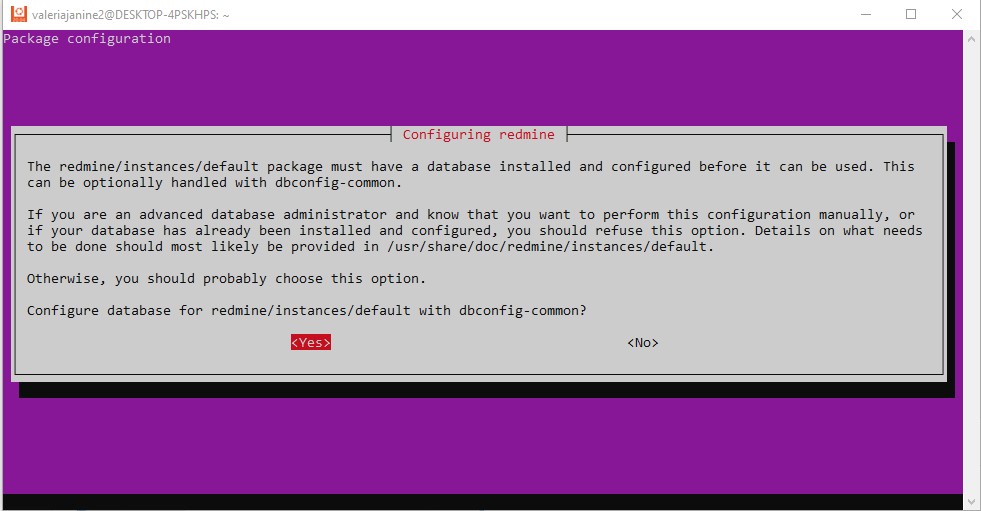 valeriajanine2@DESKTOP-4PSKHPS: ~
Package configuration
Configuring redmine
The redmine/instances/default package must have a database installed and configured before it can be used. This
can be optionally handled with dbconfig-common.
If you are an advanced database administrator and know that you want to perform this configuration manually, or
if your database has already been installed and configured, you should refuse this option. Details on what needs
to be done should most likely be provided in /usr/share/doc/redmine/instances/default.
Otherwise, you should probably choose this option.
Configure database for redmine/instances/default with dbconfig-common?
<Yes> <No>